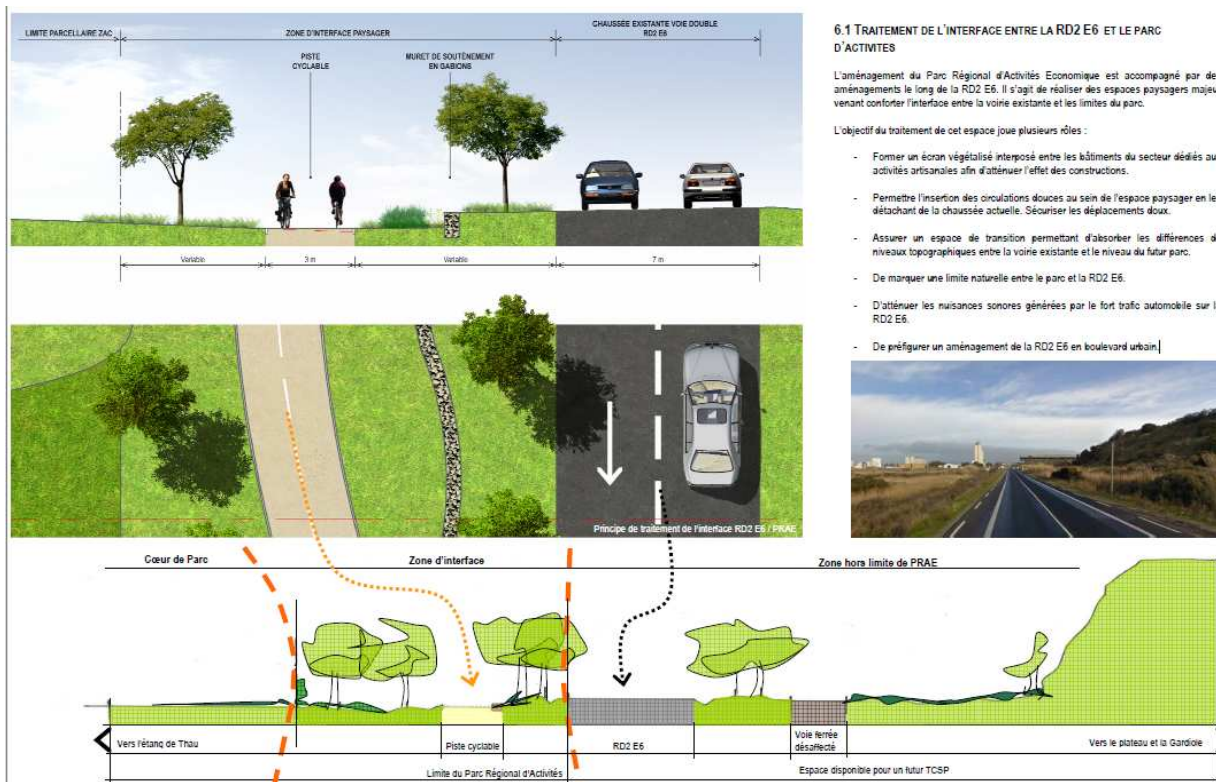 LIMITE PARCELLAIRE ZAC
ZONE D'INTERFACE PAYSAGER
CHAUSSÉE EXISTANTE VOIE DOUBLE
RD2 E6
PISTE
CYCLABLE
MURET DE SOUTÈNEMENT
EN GABIONS
Variable
3 m
Variable
7 m
Principe de traitement de l'interface RD2 E6 / PRAE
6.1 TRAITEMENT DE L'INTERFACE ENTRE LA RD2 E6 ET LE PARC
D'ACTIVITES
L'aménagement du Parc Régional d'Activités Economique est accompagné par de
aménagements le long de la RD2 E6. Il s'agit de réaliser des espaces paysagers majeu
venant conforter l'interface entre la voirie existante et les limites du parc.
L'objectif du traitement de cet espace joue plusieurs rôles :
- Former un écran végétalisé interposé entre les bâtiments du secteur dédiés au
activités artisanales afin d'atténuer l'effet des constructions.
- Permettre l'insertion des circulations douces au sein de l'espace paysager en le
détachant de la chaussée actuelle. Sécuriser les déplacements doux.
- Assurer un espace de transition permettant d'absorber les différences d
niveaux topographiques entre la voirie existante et le niveau du futur parc.
- De marquer une limite naturelle entre le parc et la RD2 E6.
- D'atténuer les nuisances sonores générées par le fort trafic automobile sur l
RD2 E6.
- De préfigurer un aménagement de la RD2 E6 en boulevard urbain.
Cœur de Parc
Zone d'interface
Zone hors limite de PRAE
Vers l'étang de Thau
Piste cyclable
RD2 E6
Voie ferrée
désaffecté
Vers le plateau et la Gardiole
Limite du Parc Régional d'Activités
Espace disponible pour un futur TCSP